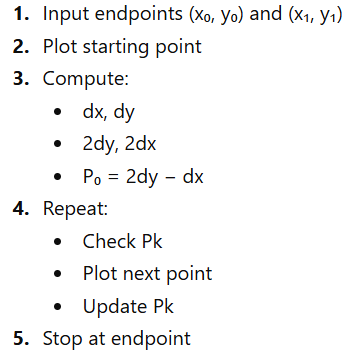 1. Input endpoints (x₀, y₀) and (x₁, y₁)
2. Plot starting point
3. Compute:
• dx, dy
• 2dy, 2dx
• P₀ = 2dy − dx
4. Repeat:
• Check Pk
• Plot next point
• Update Pk
5. Stop at endpoint